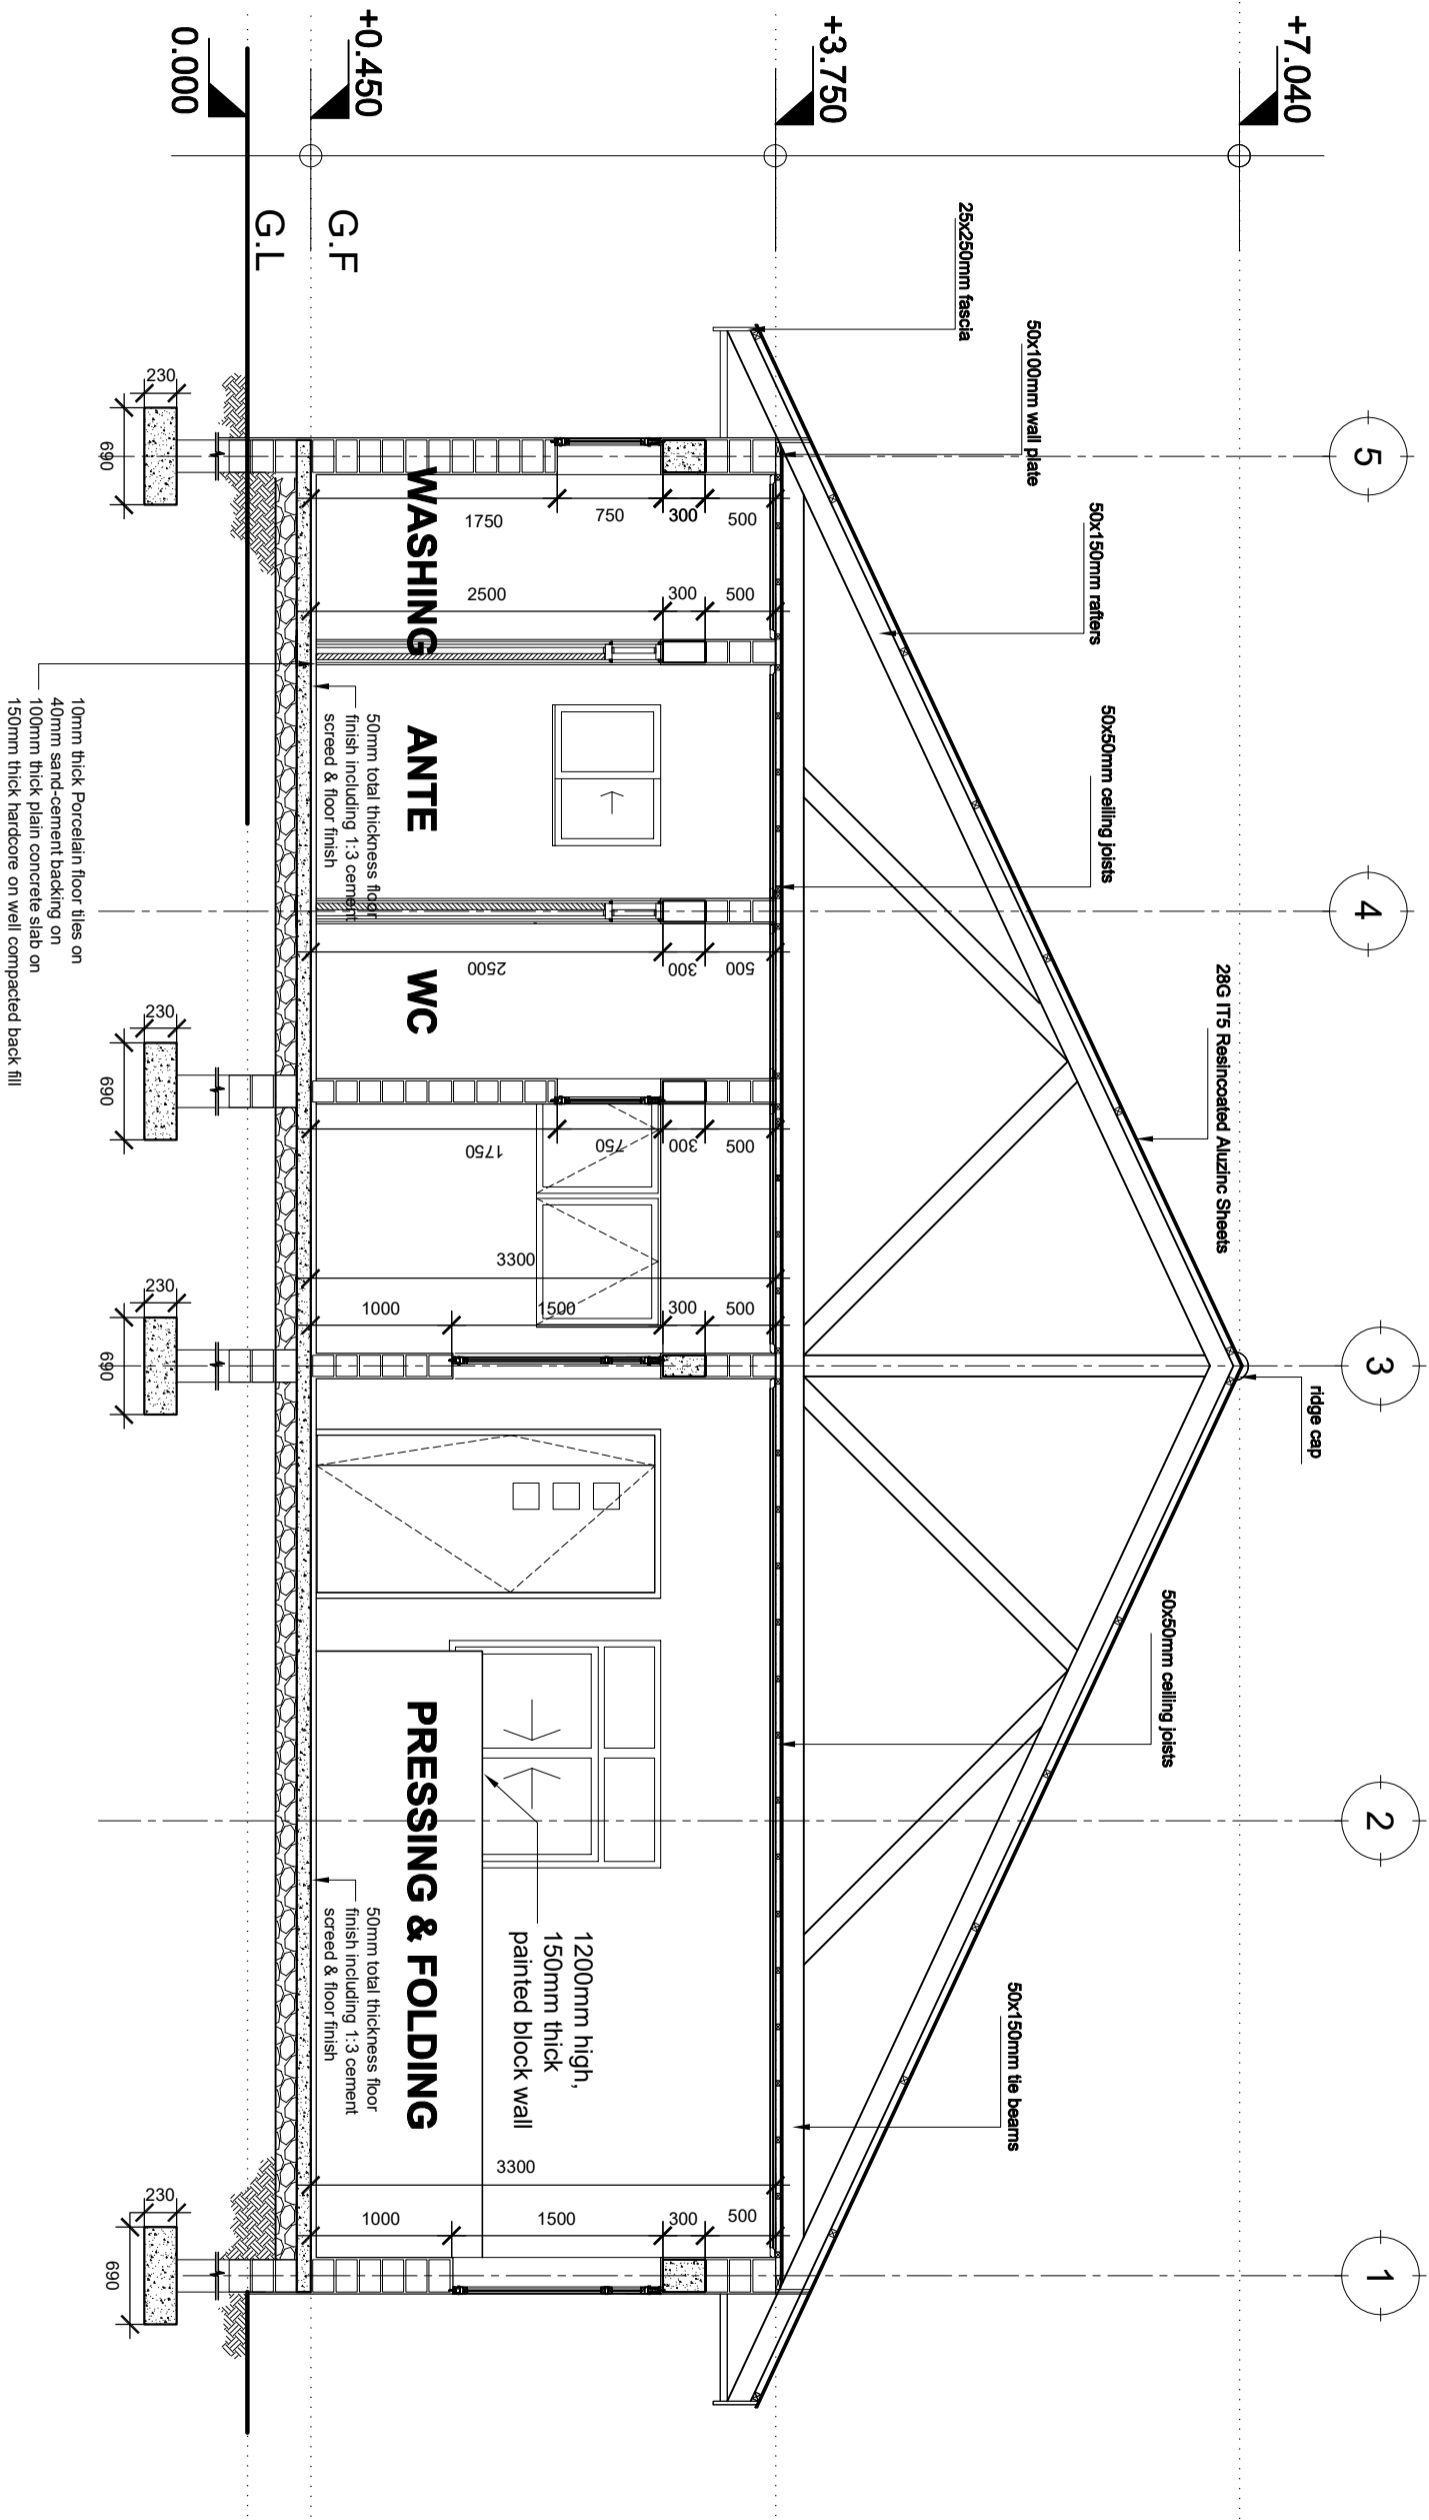 5
4
3
2
1
+7.040
+3.750
+0.450
0.000
G.F
G.L
25x250mm fascia
50x100mm wall plate
50x150mm rafters
50x50mm ceiling joists
28G IT5 Resincoated Aluzinc Sheets
ridge cap
50x50mm ceiling joists
50x150mm tie beams
500
300
750
1750
500
300
2500
500
300
2500
500
300
750
1750
3300
500
300
1500
1000
3300
500
300
1500
1000
WASHING
ANTE
WC
PRESSING & FOLDING
1200mm high,
150mm thick
painted block wall
50mm total thickness floor
finish including 1:3 cement
screed & floor finish
50mm total thickness floor
finish including 1:3 cement
screed & floor finish
230
690
230
690
230
690
230
690
10mm thick Porcelain floor tiles on
40mm sand-cement backing on
100mm thick plain concrete slab on
150mm thick hardcore on well compacted back fill